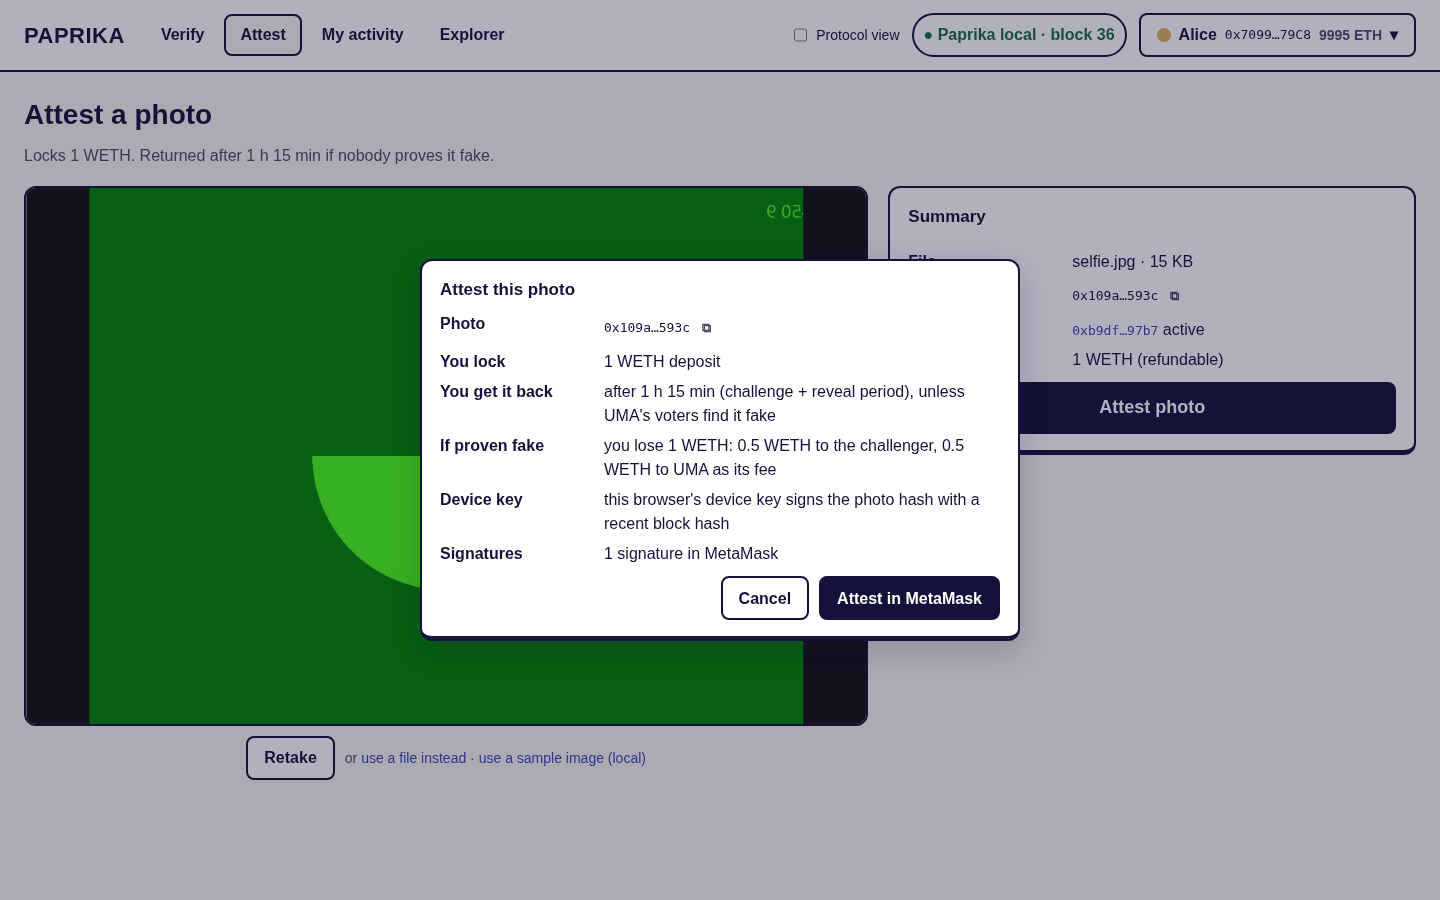 PAPRIKA Verify Attest My activity Explorer Protocol view ● Paprika local · block 36 Alice 0x7099…79C8 9995 ETH ▼
Attest a photo
Locks 1 WETH. Returned after 1 h 15 min if nobody proves it fake.
Summary
selfie.jpg · 15 KB
0x109a…593c
0xb9df…97b7 active
1 WETH (refundable)
Attest photo
Attest this photo
Photo 0x109a…593c
You lock 1 WETH deposit
You get it back after 1 h 15 min (challenge + reveal period), unless
UMA's voters find it fake
If proven fake you lose 1 WETH: 0.5 WETH to the challenger, 0.5
WETH to UMA as its fee
Device key this browser's device key signs the photo hash with a
recent block hash
Signatures 1 signature in MetaMask
Cancel Attest in MetaMask
Retake or use a file instead · use a sample image (local)